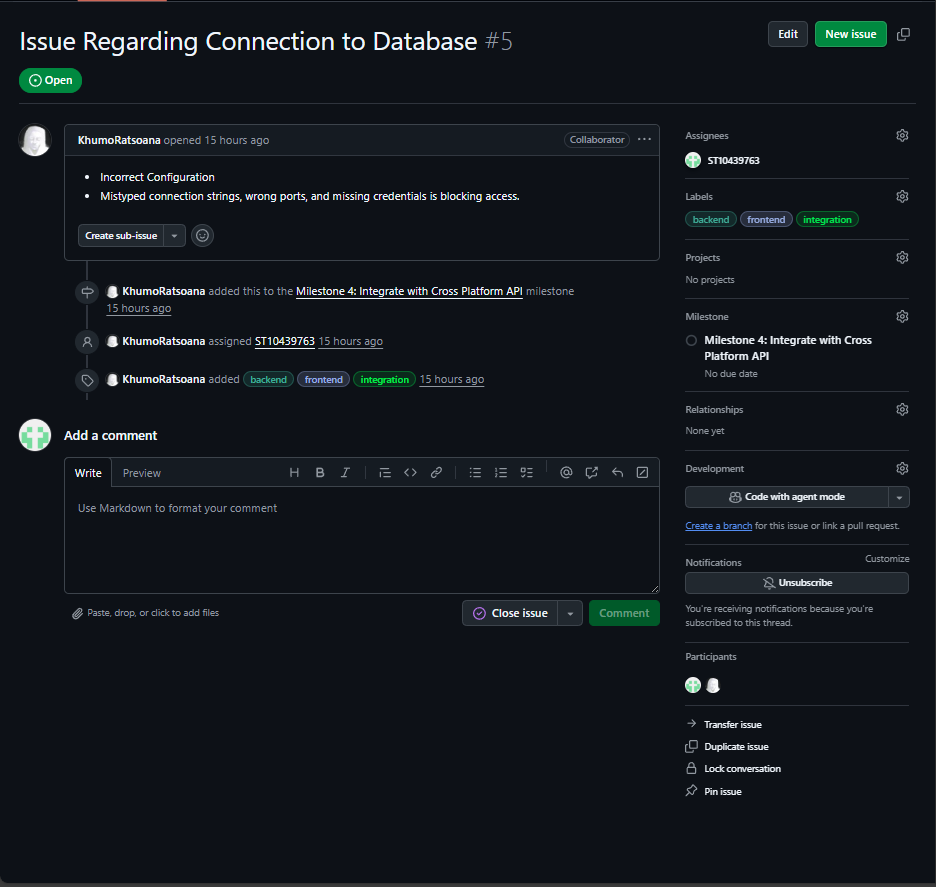 Issue Regarding Connection to Database #5
Edit
New issue
Open
KhumoRatsoana opened 15 hours ago
Collaborator
Incorrect Configuration
Mistyped connection strings, wrong ports, and missing credentials is blocking access.
Create sub-issue
KhumoRatsoana added this to the Milestone 4: Integrate with Cross Platform API milestone
15 hours ago
KhumoRatsoana assigned ST10439763 15 hours ago
KhumoRatsoana added backend frontend integration 15 hours ago
Add a comment
Write Preview
Use Markdown to format your comment
Paste, drop, or click to add files
Close issue
Comment
Assignees
ST10439763
Labels
backend frontend integration
Projects
No projects
Milestone
Milestone 4: Integrate with Cross
Platform API
No due date
Relationships
None yet
Development
Code with agent mode
Create a branch for this issue or link a pull request.
Notifications Customize
Unsubscribe
You're receiving notifications because you're
subscribed to this thread.
Participants
Transfer issue
Duplicate issue
Lock conversation
Pin issue